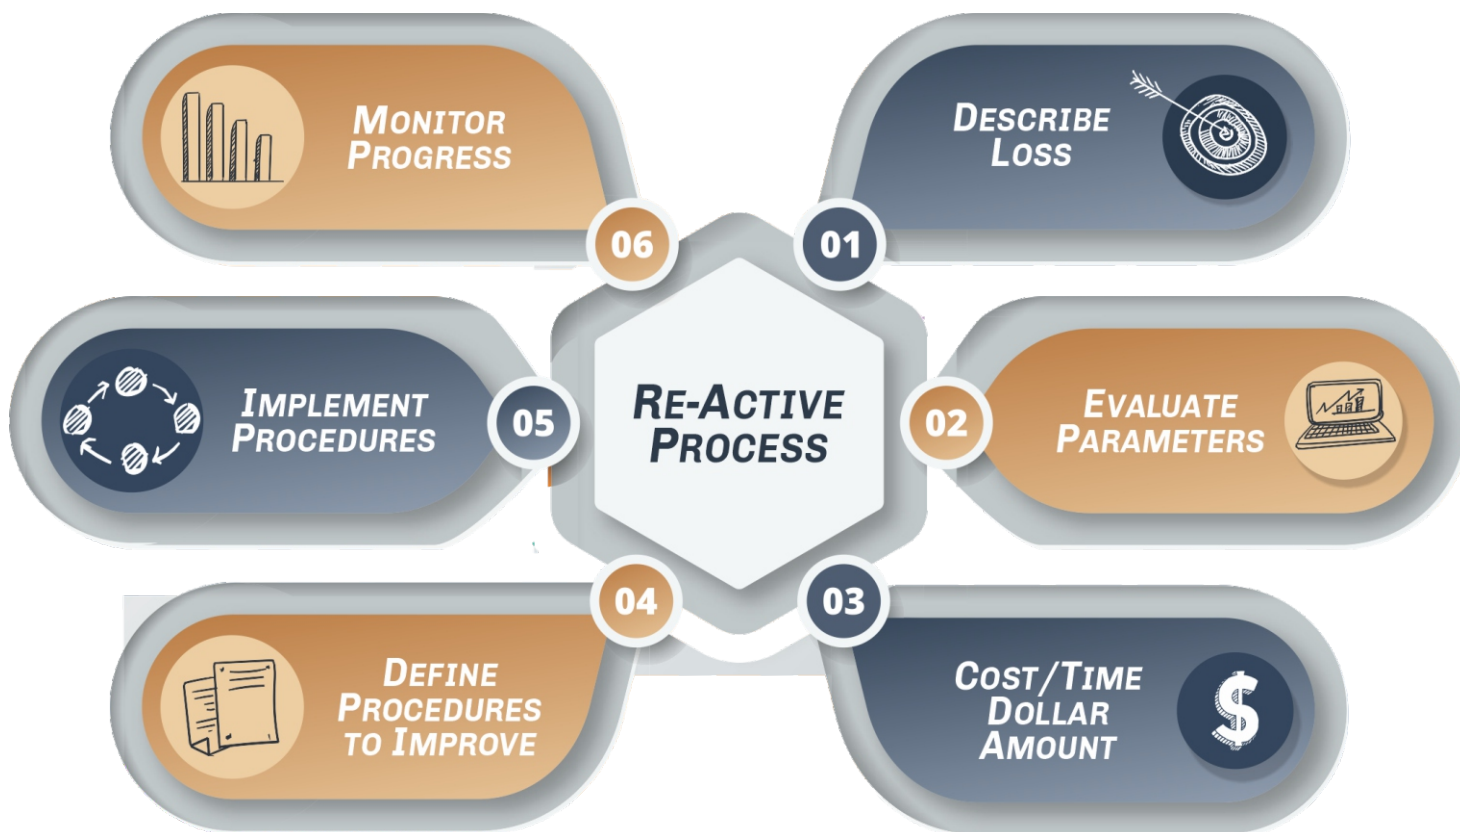 RE-ACTIVE
PROCESS
01
DESCRIBE
LOSS
02
EVALUATE
PARAMETERS
03
COST/TIME
DOLLAR
AMOUNT
$
04
DEFINE
PROCEDURES
TO IMPROVE
05
IMPLEMENT
PROCEDURES
06
MONITOR
PROGRESS